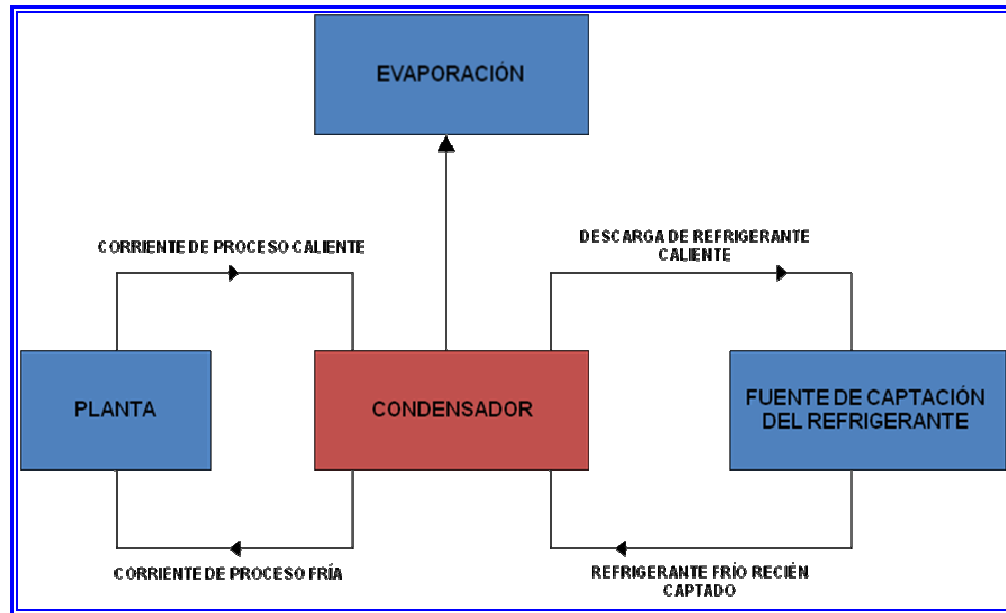 EVAPORACIÓN
CORRIENTE DE PROCESO CALIENTE
DESCARGA DE REFRIGERANTE
CALIENTE
PLANTA
CONDENSADOR
FUENTE DE CAPTACIÓN
DEL REFRIGERANTE
CORRIENTE DE PROCESO FRÍA
REFRIGERANTE FRÍO RECIÉN
CAPTADO